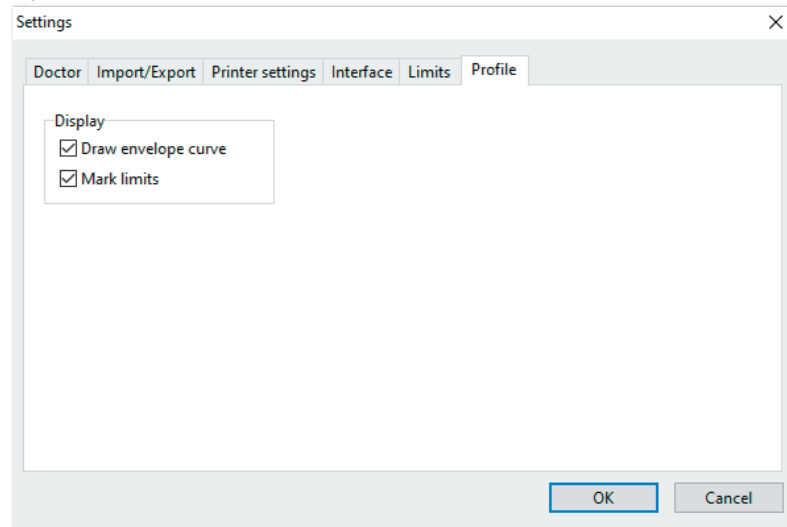 Settings
Doctor Import/Export Printer settings Interface Limits Profile
Display
Draw envelope curve
Mark limits
OK Cancel